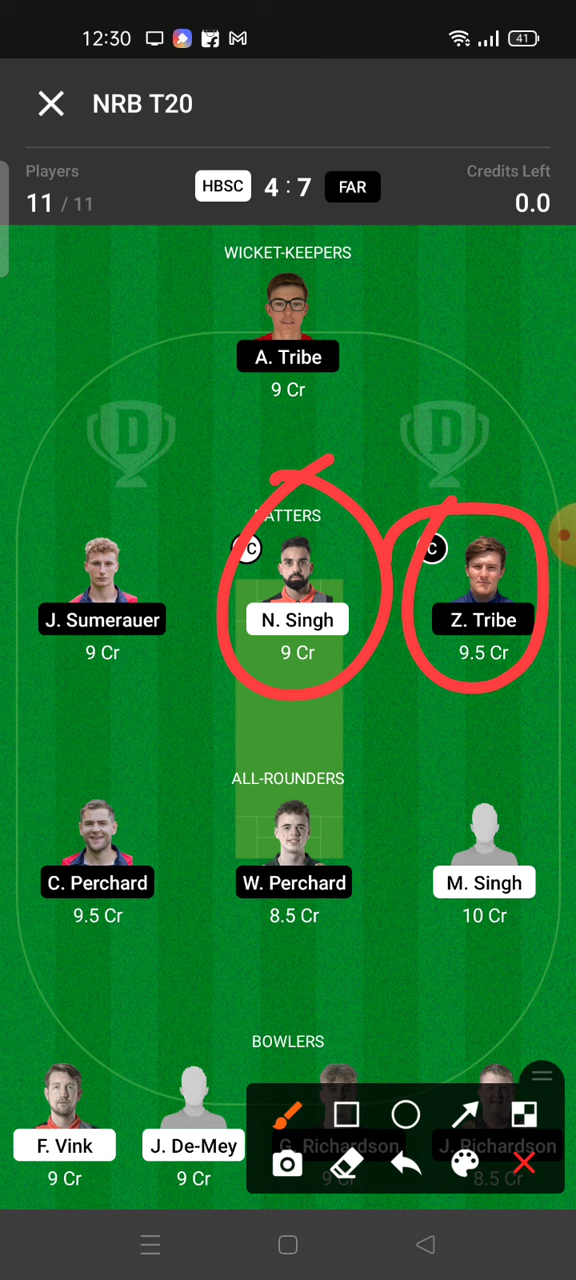 12:30
41
NRB T20
Players
Credits Left
11 / 11
HBSC 4 : 7 FAR
0.0
WICKET-KEEPERS
A. Tribe
9 Cr
D D
BATTERS
C C
J. Sumerauer N. Singh Z. Tribe
9 Cr 9 Cr 9.5 Cr
ALL-ROUNDERS
C. Perchard W. Perchard M. Singh
9.5 Cr 8.5 Cr 10 Cr
BOWLERS
F. Vink J. De-Mey G. Richardson J. Richardson
9 Cr 9 Cr 8.5 Cr